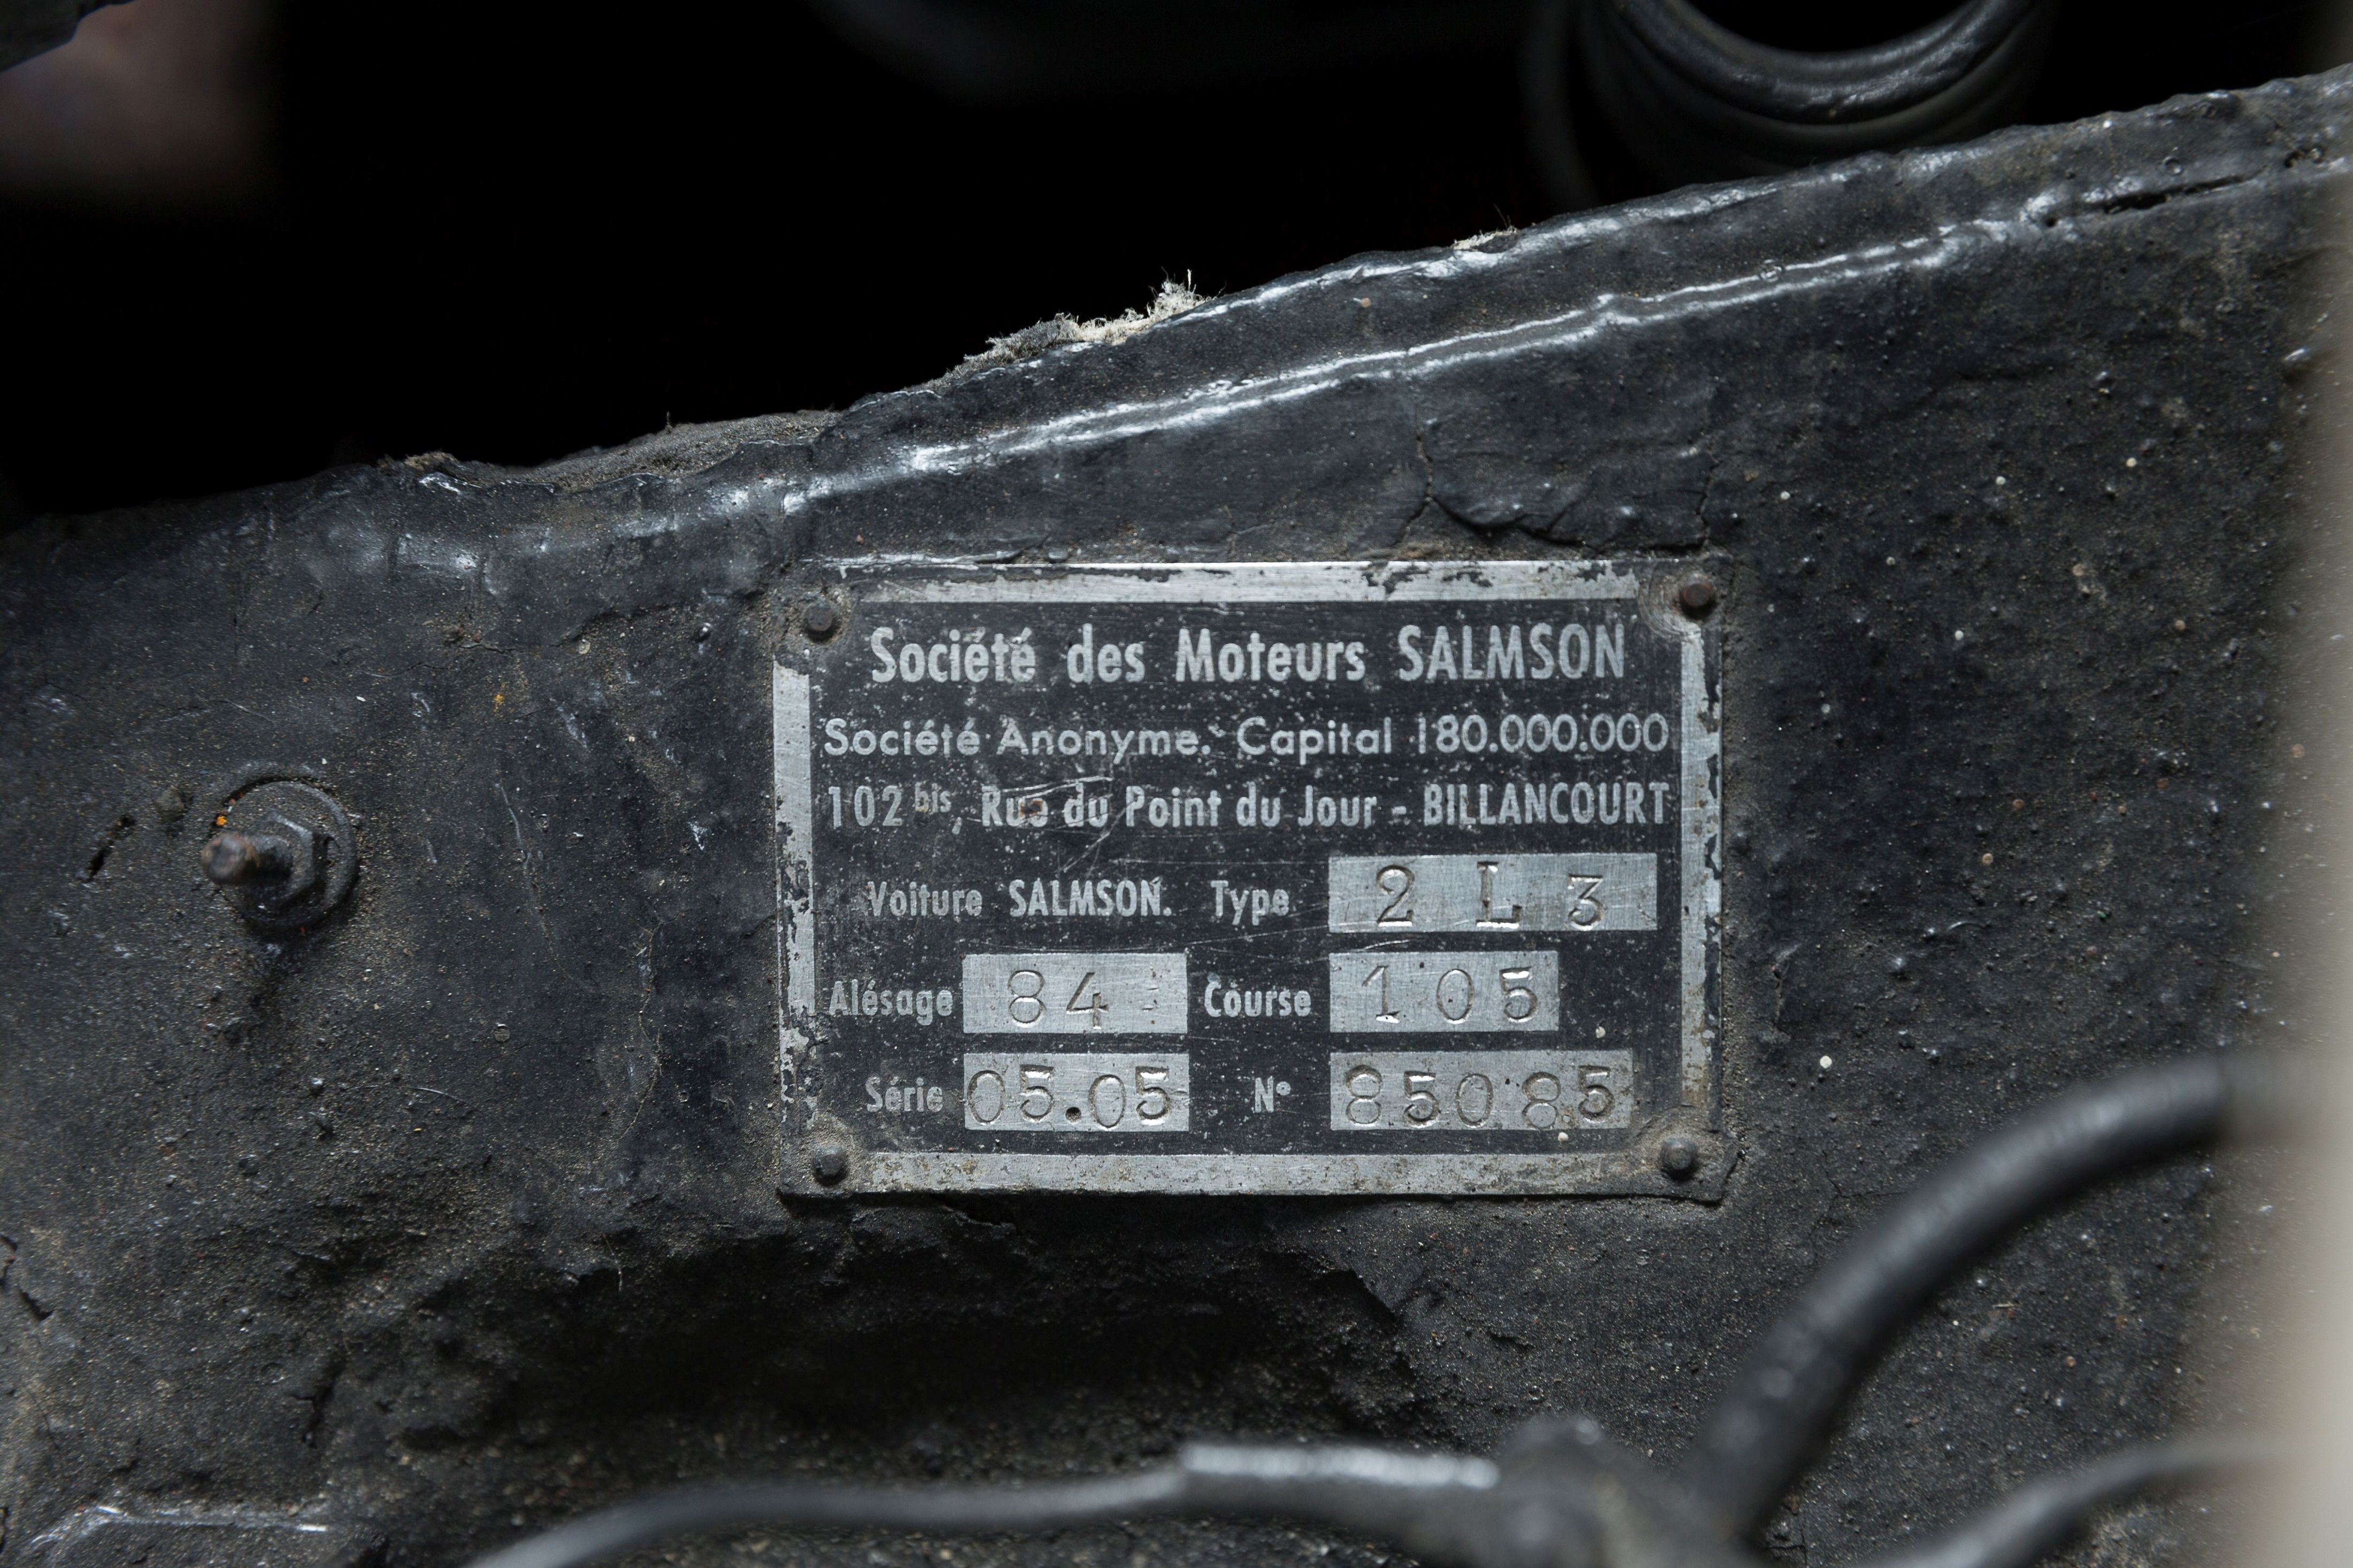 Société des Moteurs SALMSON
Société Anonyme. Capital 180.000.000
102 bis, Rue du Point du Jour - BILLANCOURT
Voiture SALMSON. Type 2 L 3
Alésage 84 Course 105
Série 05.05 N° 85085